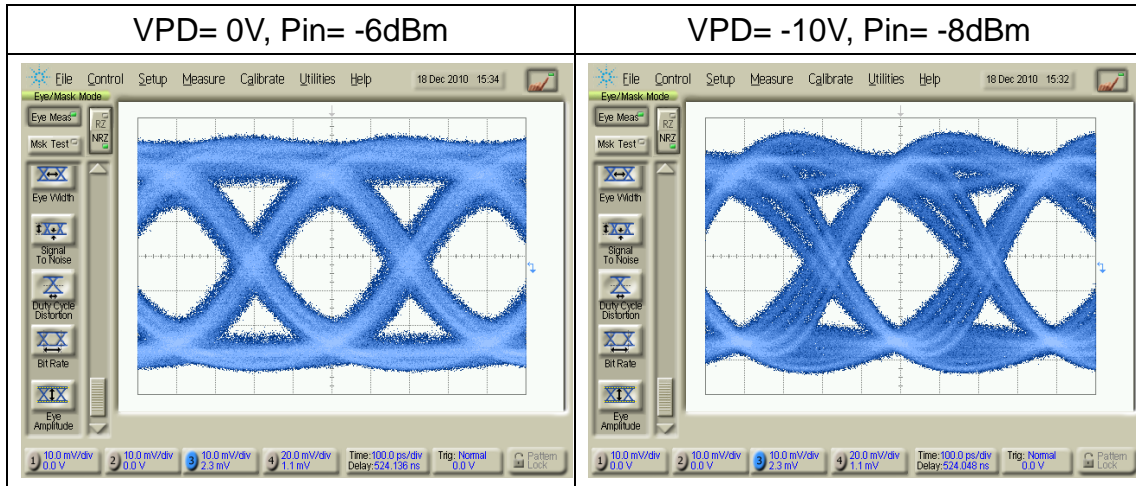 VPD= 0V, Pin= -6dBm
File Control Setup Measure Calibrate Utilities Help 18 Dec 2010 15:34
Eye/Mask Mode
Eye Meas
RZ
NRZ
Msk Test
Eye Width
Signal
To Noise
Duty Cycle
Distortion
Bit Rate
Eye
Amplitude
1) 10.0 mV/div 2) 10.0 mV/div 3) 10.0 mV/div 4) 20.0 mV/div Time:100.0 ps/div Trig: Normal Pattern
0.0 V 0.0 V 2.3 mV 1.1 mV Delay:524.136 ns 0.0 V Lock
VPD= -10V, Pin= -8dBm
File Control Setup Measure Calibrate Utilities Help 18 Dec 2010 15:32
Eye/Mask Mode
Eye Meas
RZ
NRZ
Msk Test
Eye Width
Signal
To Noise
Duty Cycle
Distortion
Bit Rate
Eye
Amplitude
1) 10.0 mV/div 2) 10.0 mV/div 3) 10.0 mV/div 4) 20.0 mV/div Time:100.0 ps/div Trig: Normal Pattern
0.0 V 0.0 V 2.3 mV 1.1 mV Delay:524.048 ns 0.0 V Lock